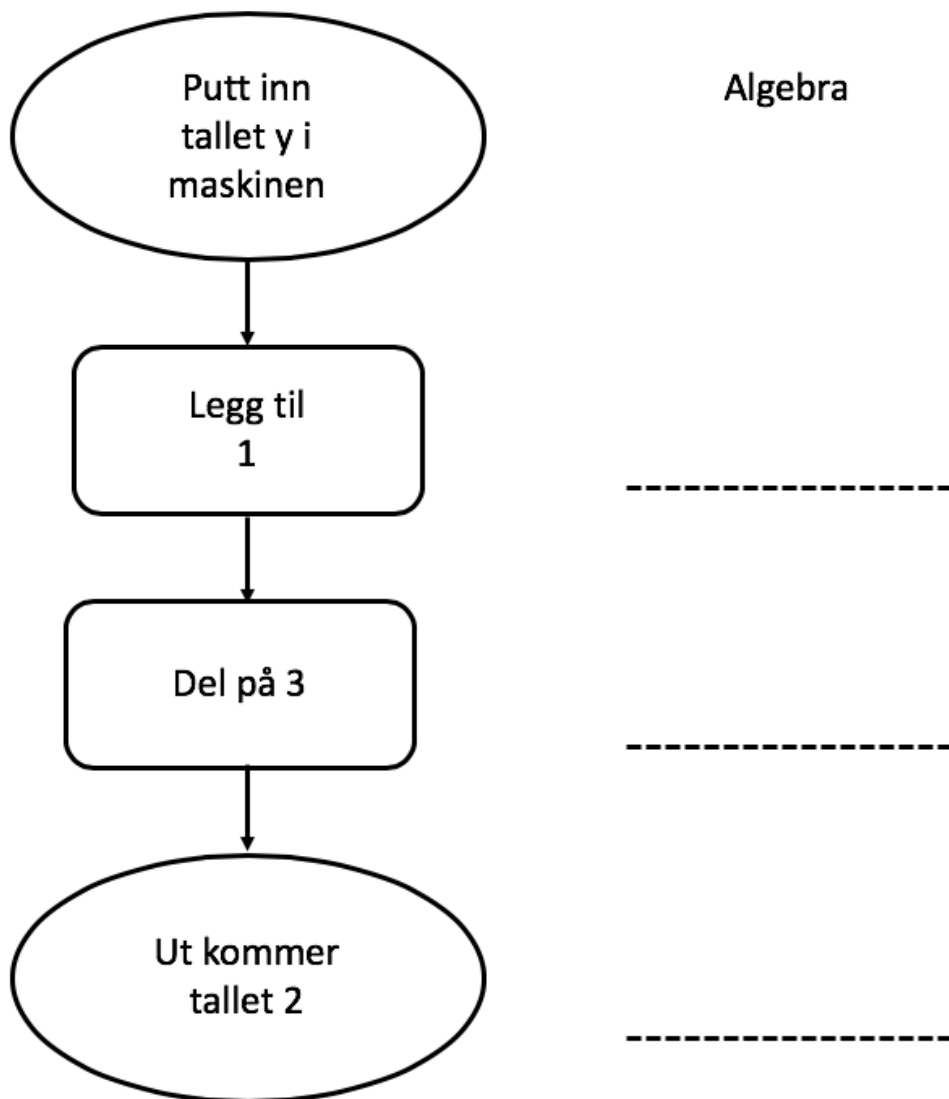 Putt inn
tallet y i
maskinen
Algebra
Legg til
1
Del på 3
Ut kommer
tallet 2